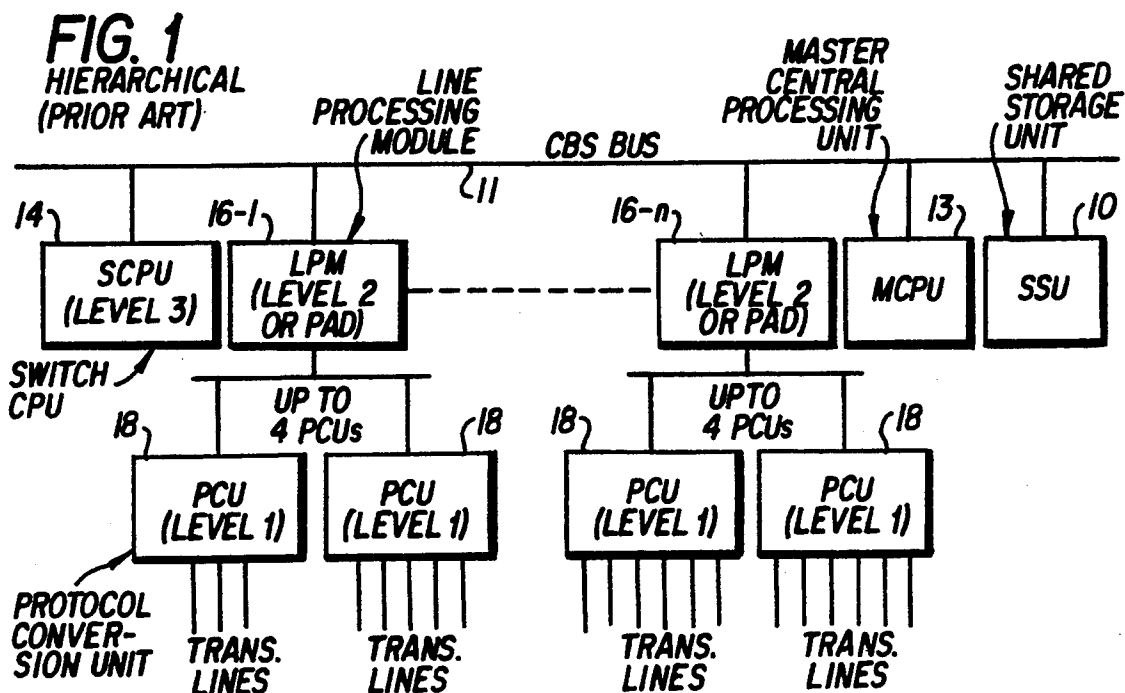 FIG. 1
HIERARCHICAL
(PRIOR ART)
LINE
PROCESSING
MODULE
MASTER
CENTRAL
PROCESSING
UNIT
SHARED
STORAGE
UNIT
CBS BUS
11
14
16-1
16-n
13
10
SCPU
(LEVEL 3)
LPM
(LEVEL 2
OR PAD)
LPM
(LEVEL 2
OR PAD)
MCPU
SSU
SWITCH
CPU
UP TO
4 PCUs
UPTO
4 PCUs
18
18
18
18
PCU
(LEVEL 1)
PCU
(LEVEL 1)
PCU
(LEVEL 1)
PCU
(LEVEL 1)
PROTOCOL
CONVER-
SION UNIT
TRANS.
LINES
TRANS.
LINES
TRANS.
LINES
TRANS.
LINES